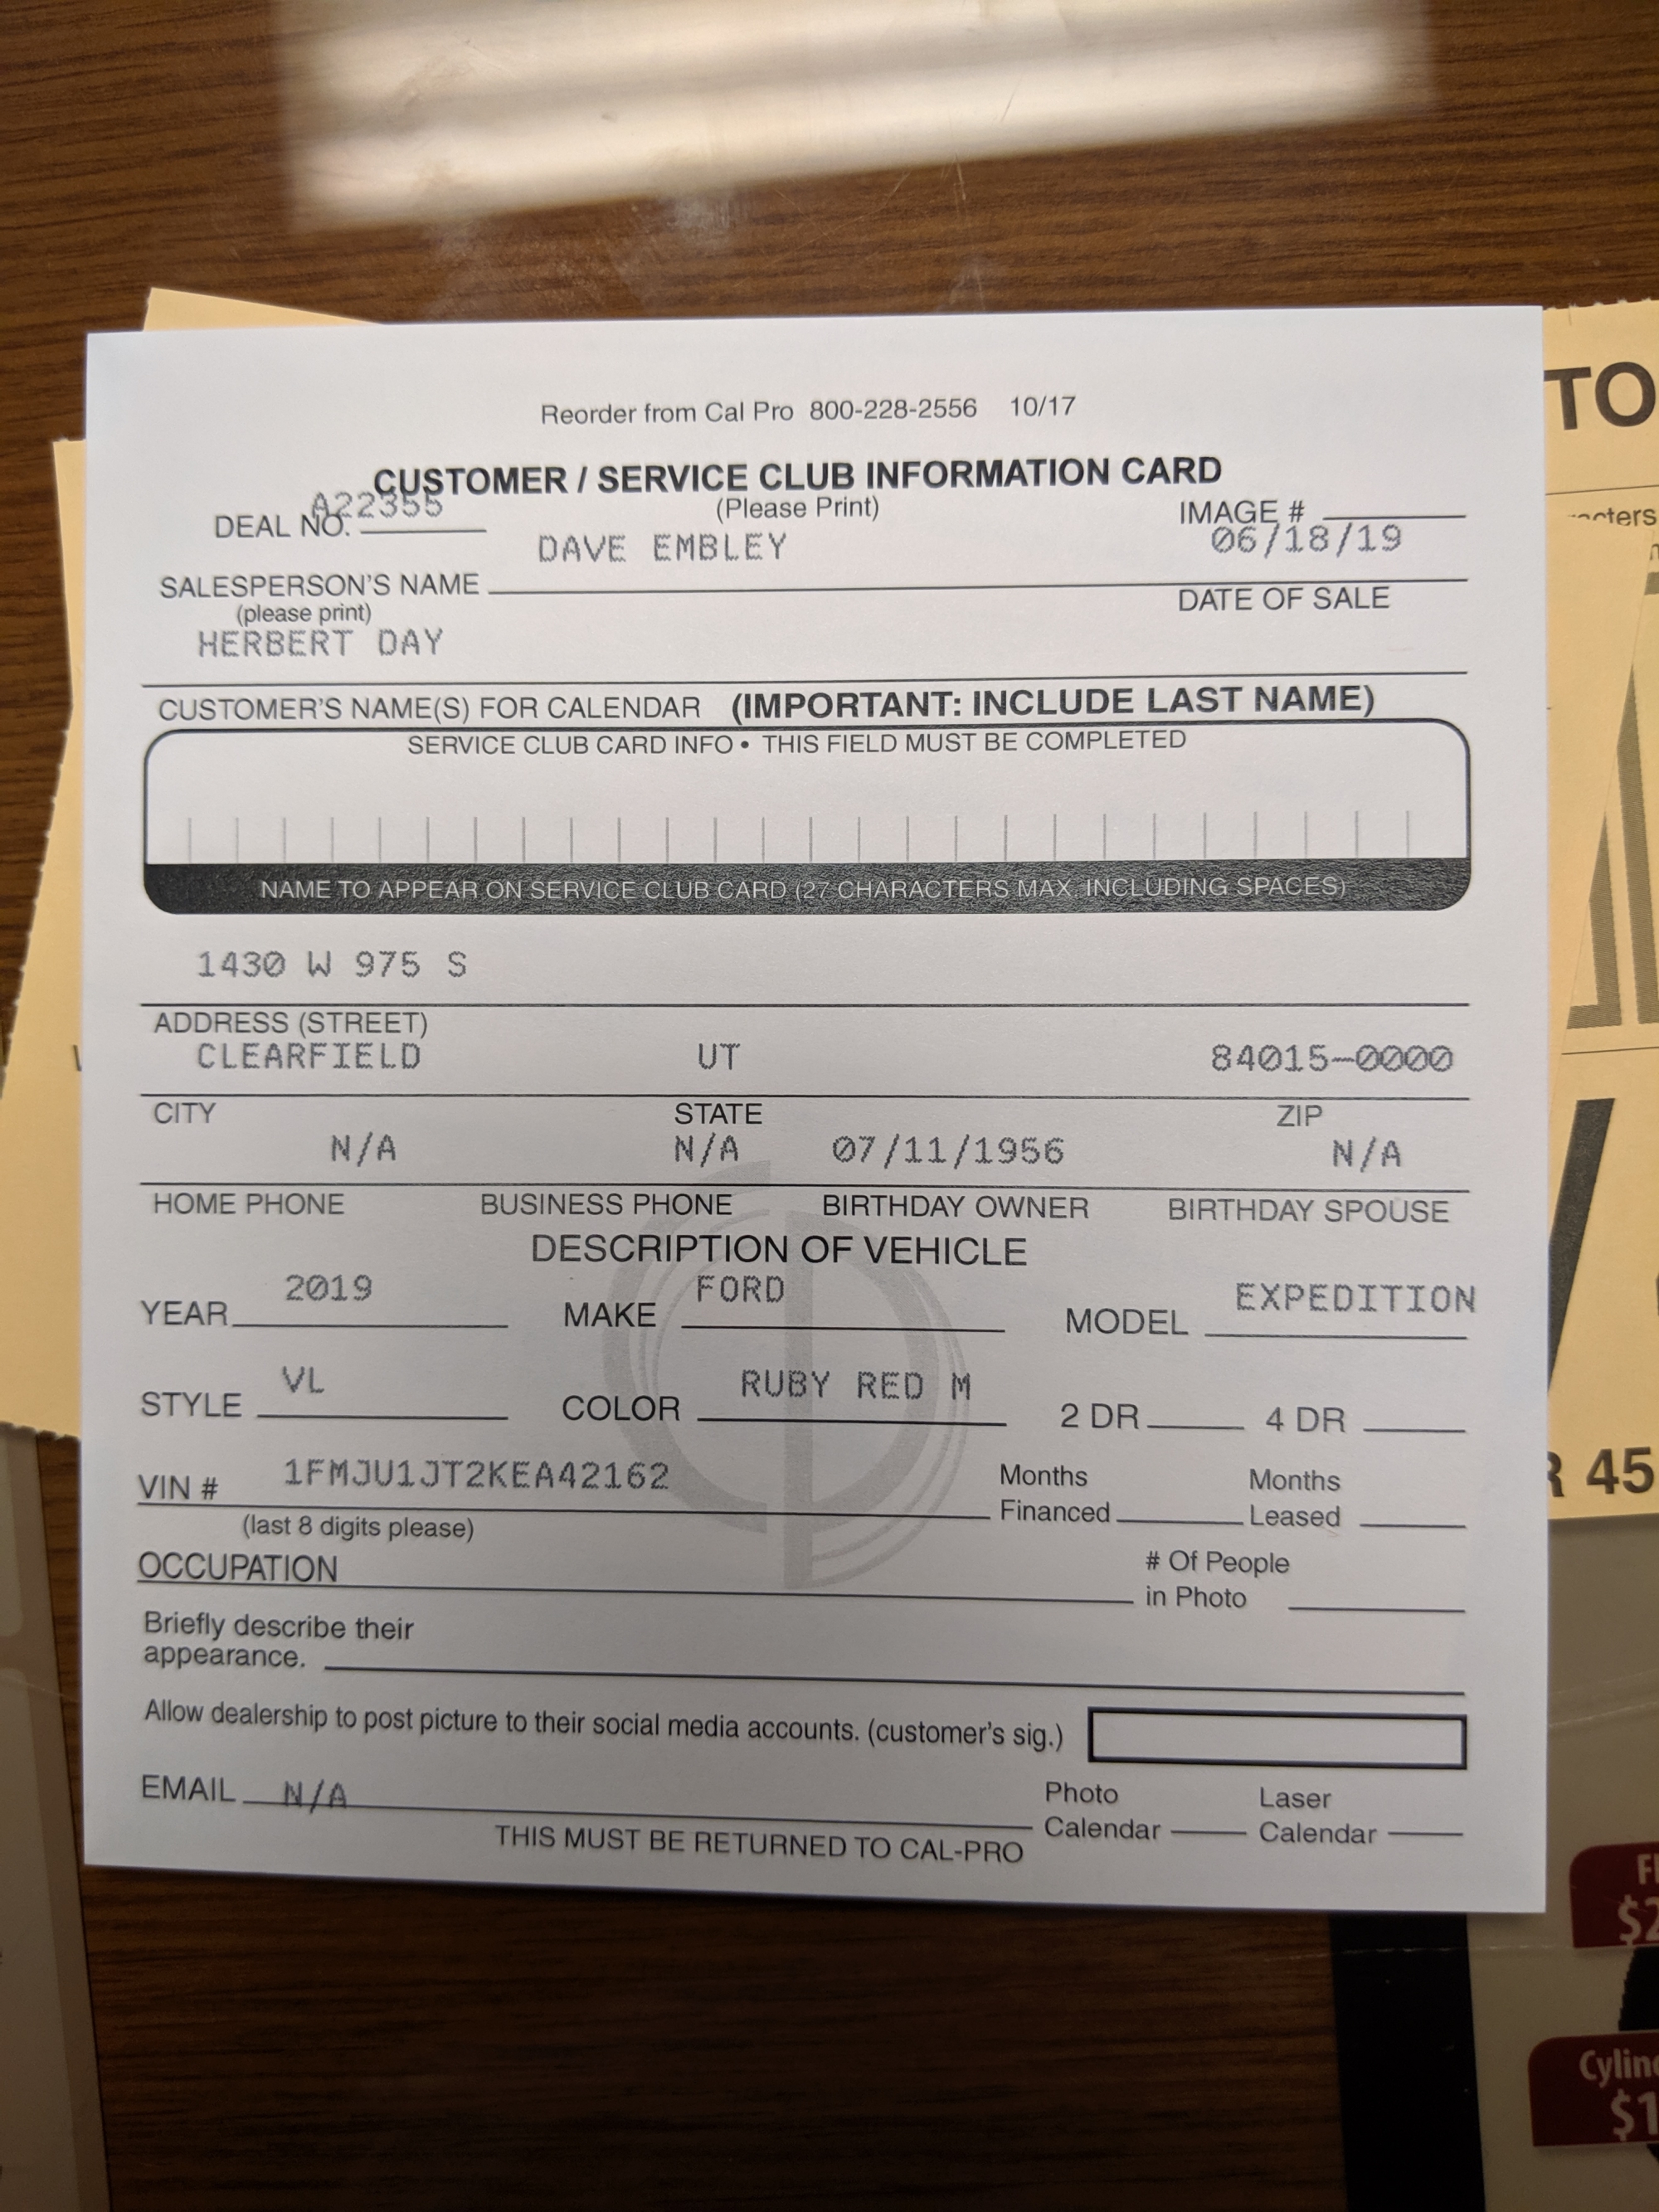 Reorder from Cal Pro 800-228-2556 10/17
CUSTOMER / SERVICE CLUB INFORMATION CARD
A22355
DEAL NO.
(Please Print)
IMAGE #
DAVE EMBLEY
06/18/19
SALESPERSON'S NAME
(please print)
DATE OF SALE
HERBERT DAY
CUSTOMER'S NAME(S) FOR CALENDAR (IMPORTANT: INCLUDE LAST NAME)
SERVICE CLUB CARD INFO • THIS FIELD MUST BE COMPLETED
NAME TO APPEAR ON SERVICE CLUB CARD (27 CHARACTERS MAX. INCLUDING SPACES)
1430 W 975 S
ADDRESS (STREET)
CLEARFIELD UT 84015-0000
CITY STATE ZIP
N/A N/A 07/11/1956 N/A
HOME PHONE BUSINESS PHONE BIRTHDAY OWNER BIRTHDAY SPOUSE
DESCRIPTION OF VEHICLE
YEAR 2019 MAKE FORD MODEL EXPEDITION
STYLE VL COLOR RUBY RED M 2 DR 4 DR
VIN # 1FMJU1JT2KEA42162
(last 8 digits please)
Months Financed
Months Leased
OCCUPATION
# Of People
in Photo
Briefly describe their
appearance.
Allow dealership to post picture to their social media accounts. (customer's sig.)
EMAIL N/A
Photo Calendar
Laser Calendar
THIS MUST BE RETURNED TO CAL-PRO
TO
45